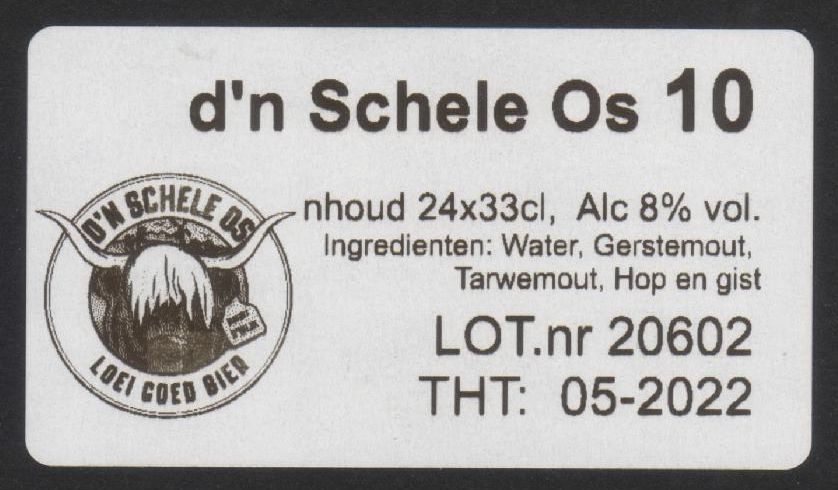 d'n Schele Os 10
D'N SCHELE OS
nhoud 24x33cl, Alc 8% vol.
Ingredienten: Water, Gerstemout,
Tarwemout, Hop en gist
LOEI GOED BIER
LOT.nr 20602
THT: 05-2022